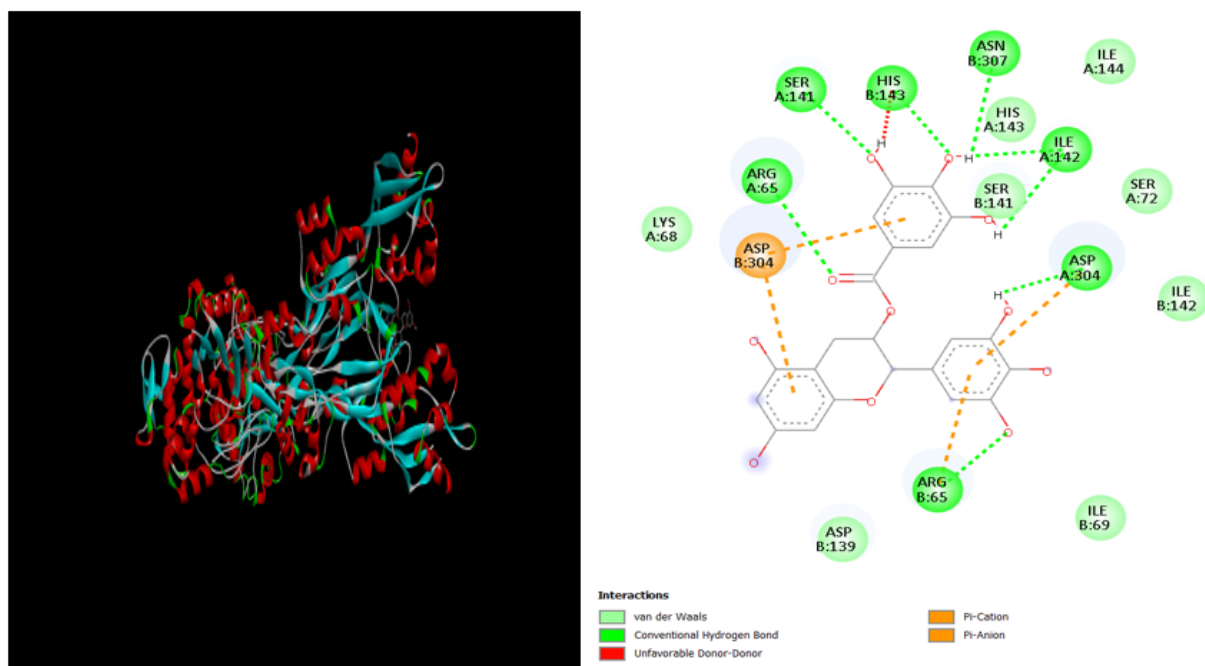 ASN
B:307
ILE
A:144
SER
A:141
HIS
B:143
HIS
A:143
ILE
A:142
ARG
A:65
SER
B:141
SER
A:72
LYS
A:68
ASP
B:304
ASP
A:304
ILE
B:142
ARG
B:65
ILE
B:69
ASP
B:139
H
O
O
H
O
H
O
H
O
O
O
O
O
O
O
Interactions
van der Waals
Conventional Hydrogen Bond
Unfavorable Donor-Donor
Pi-Cation
Pi-Anion